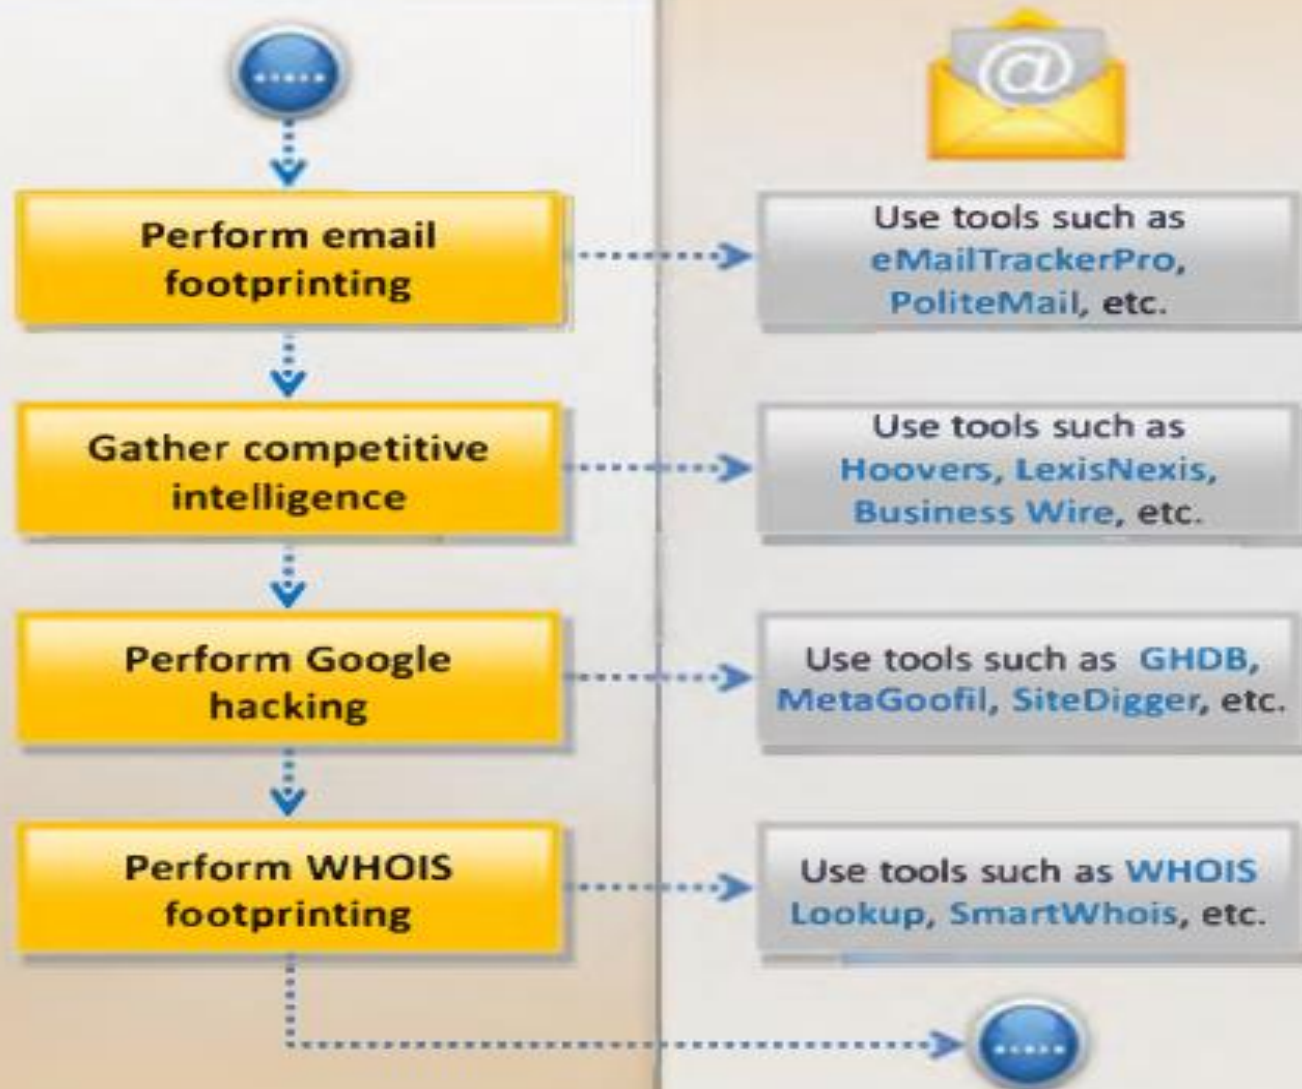 Perform email
footprinting
Use tools such as
eMailTrackerPro,
PoliteMail, etc.
Gather competitive
intelligence
Use tools such as
Hoovers, LexisNexis,
Business Wire, etc.
Perform Google
hacking
Use tools such as GHDB,
MetaGoofil, SiteDigger, etc.
Perform WHOIS
footprinting
Use tools such as WHOIS
Lookup, SmartWhois, etc.